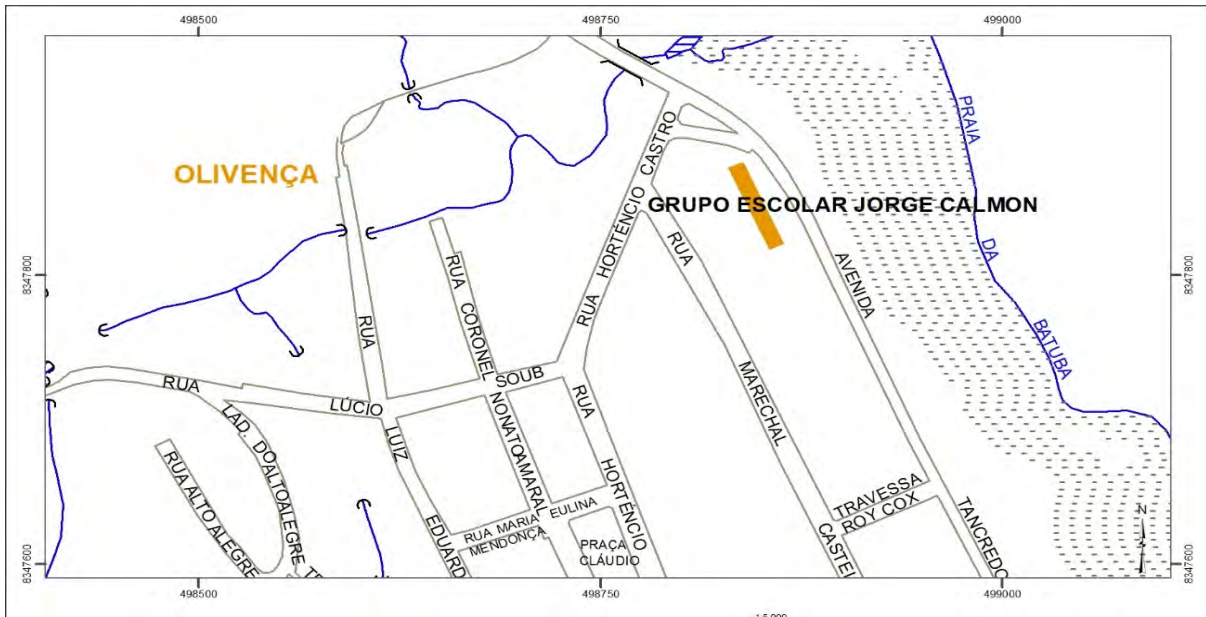 498500
498750
499000
8347800
8347800
8347600
8347600
498500
498750
499000
OLIVENÇA
GRUPO ESCOLAR JORGE CALMON
PRAIA
DA
BATUBA
AVENIDA
TANCREDO
RUA HORTÊNCIO CASTRO
RUA
MARECHAL
CASTEL
RUA CORONEL
NONATO AMARAL
RUA
LUIZ
EDUARD
RUA
LÚCIO
SOUB
RUA
HORTÊNCIO
LAD. DO ALTO ALEGRE
RUA ALTO ALEGRE
RUA MARIA EULINA
MENDONÇA
PRAÇA
CLÁUDIO
TRAVESSA
ROY COX
N